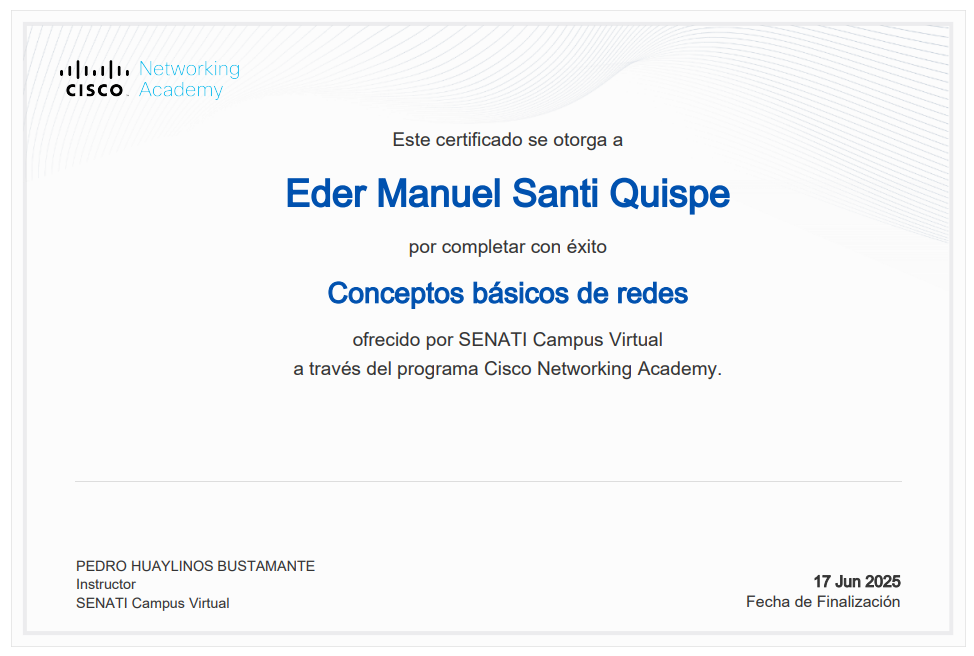 CISCO
Networking
Academy
Este certificado se otorga a
Eder Manuel Santi Quispe
por completar con éxito
Conceptos básicos de redes
ofrecido por SENATI Campus Virtual
a través del programa Cisco Networking Academy.
PEDRO HUAYLINOS BUSTAMANTE
Instructor
SENATI Campus Virtual
17 Jun 2025
Fecha de Finalización